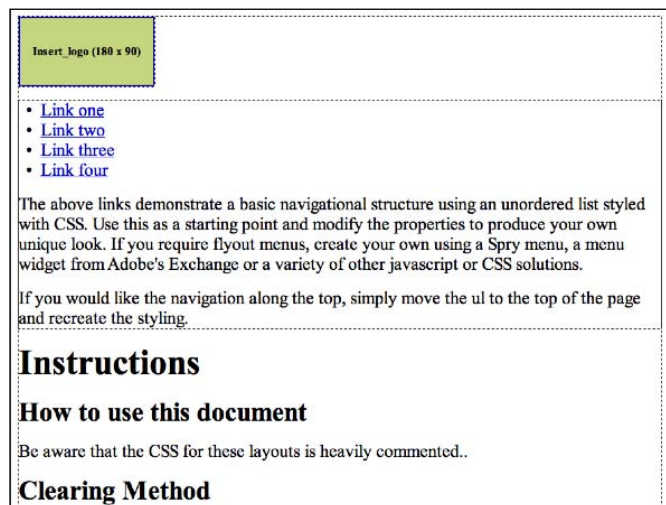 Insert_logo (180 x 90)
• Link one
• Link two
• Link three
• Link four
The above links demonstrate a basic navigational structure using an unordered list styled
with CSS. Use this as a starting point and modify the properties to produce your own
unique look. If you require flyout menus, create your own using a Spry menu, a menu
widget from Adobe's Exchange or a variety of other javascript or CSS solutions.
If you would like the navigation along the top, simply move the ul to the top of the page
and recreate the styling.
Instructions
How to use this document
Be aware that the CSS for these layouts is heavily commented..
Clearing Method